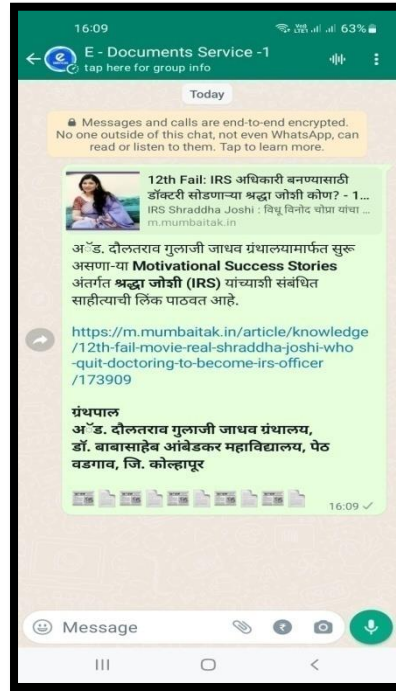 16:09
63%
E - Documents Service -1
tap here for group info
Today
Messages and calls are end-to-end encrypted.
No one outside of this chat, not even WhatsApp, can
read or listen to them. Tap to learn more.
12th Fail: IRS अधिकारी बनण्यासाठी
डॉक्टरी सोडणाऱ्या श्रद्धा जोशी कोण? - 1...
IRS Shraddha Joshi : विधू विनोद चोप्रा यांचा ...
m.mumbaitak.in
अॅड. दौलतराव गुलाजी जाधव ग्रंथालयामार्फत सुरू
असणा-या Motivational Success Stories
अंतर्गत श्रद्धा जोशी (IRS) यांच्याशी संबंधित
साहीत्याची लिंक पाठवत आहे.
https://m.mumbaitak.in/article/knowledge
/12th-fail-movie-real-shraddha-joshi-who
-quit-doctoring-to-become-irs-officer
/173909
ग्रंथपाल
अॅड. दौलतराव गुलाजी जाधव ग्रंथालय,
डॉ. बाबासाहेब आंबेडकर महाविद्यालय, पेठ
वडगाव, जि. कोल्हापूर
16:09
Message